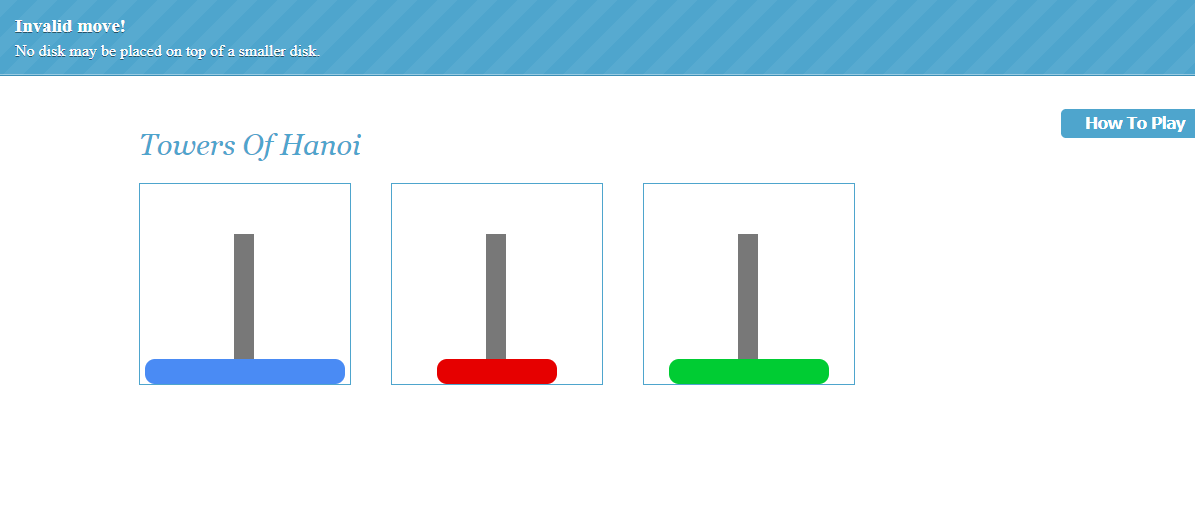 Invalid move!
No disk may be placed on top of a smaller disk.
How To Play
Towers Of Hanoi